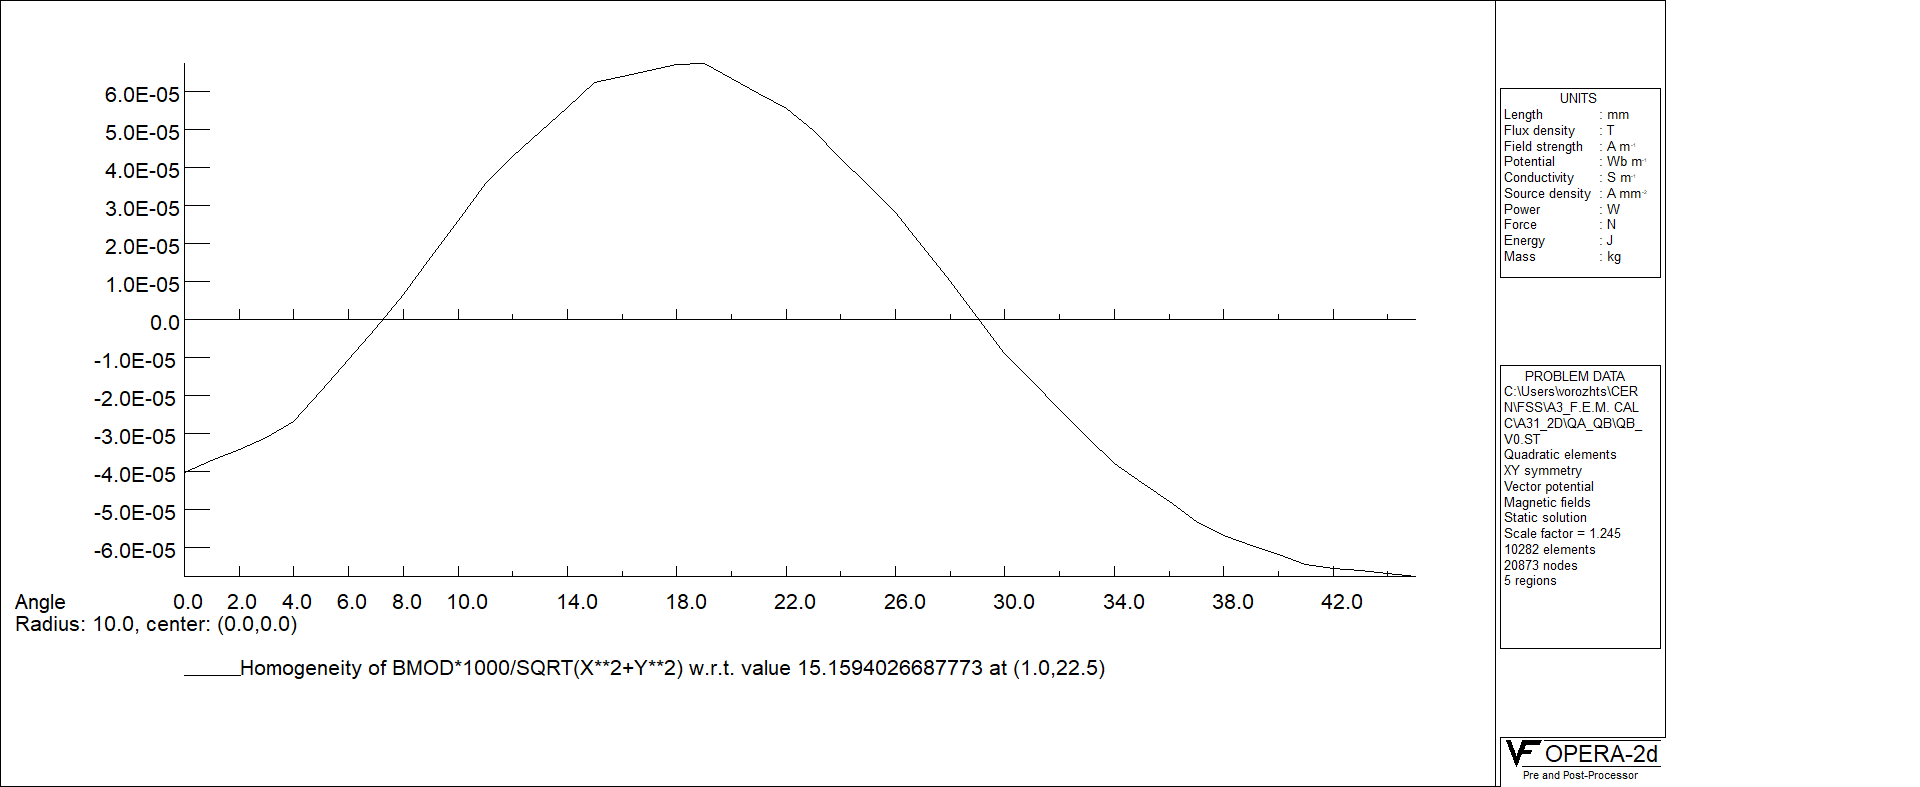 6.0E-05
5.0E-05
4.0E-05
3.0E-05
2.0E-05
1.0E-05
0.0
-1.0E-05
-2.0E-05
-3.0E-05
-4.0E-05
-5.0E-05
-6.0E-05
Angle 0.0 2.0 4.0 6.0 8.0 10.0 14.0 18.0 22.0 26.0 30.0 34.0 38.0 42.0
Radius: 10.0, center: (0.0,0.0)
Homogeneity of BMOD*1000/SQRT(X**2+Y**2) w.r.t. value 15.1594026687773 at (1.0,22.5)
UNITS
Length : mm
Flux density : T
Field strength : A m-1
Potential : Wb m-1
Conductivity : S m-1
Source density : A mm-2
Power : W
Force : N
Energy : J
Mass : kg
PROBLEM DATA
C:\Users\vorozhts\CER
N\FSS\A3_F.E.M. CAL
C\A31_2D\QA_QB\QB_
V0.ST
Quadratic elements
XY symmetry
Vector potential
Magnetic fields
Static solution
Scale factor = 1.245
10282 elements
20873 nodes
5 regions
VF OPERA-2d
Pre and Post-Processor